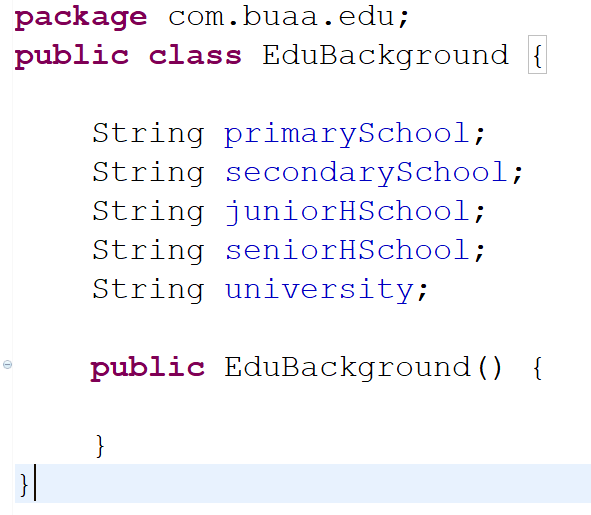 package com.buaa.edu;
public class EduBackground {
String primarySchool;
String secondarySchool;
String juniorHSchool;
String seniorHSchool;
String university;
public EduBackground() {
}
}